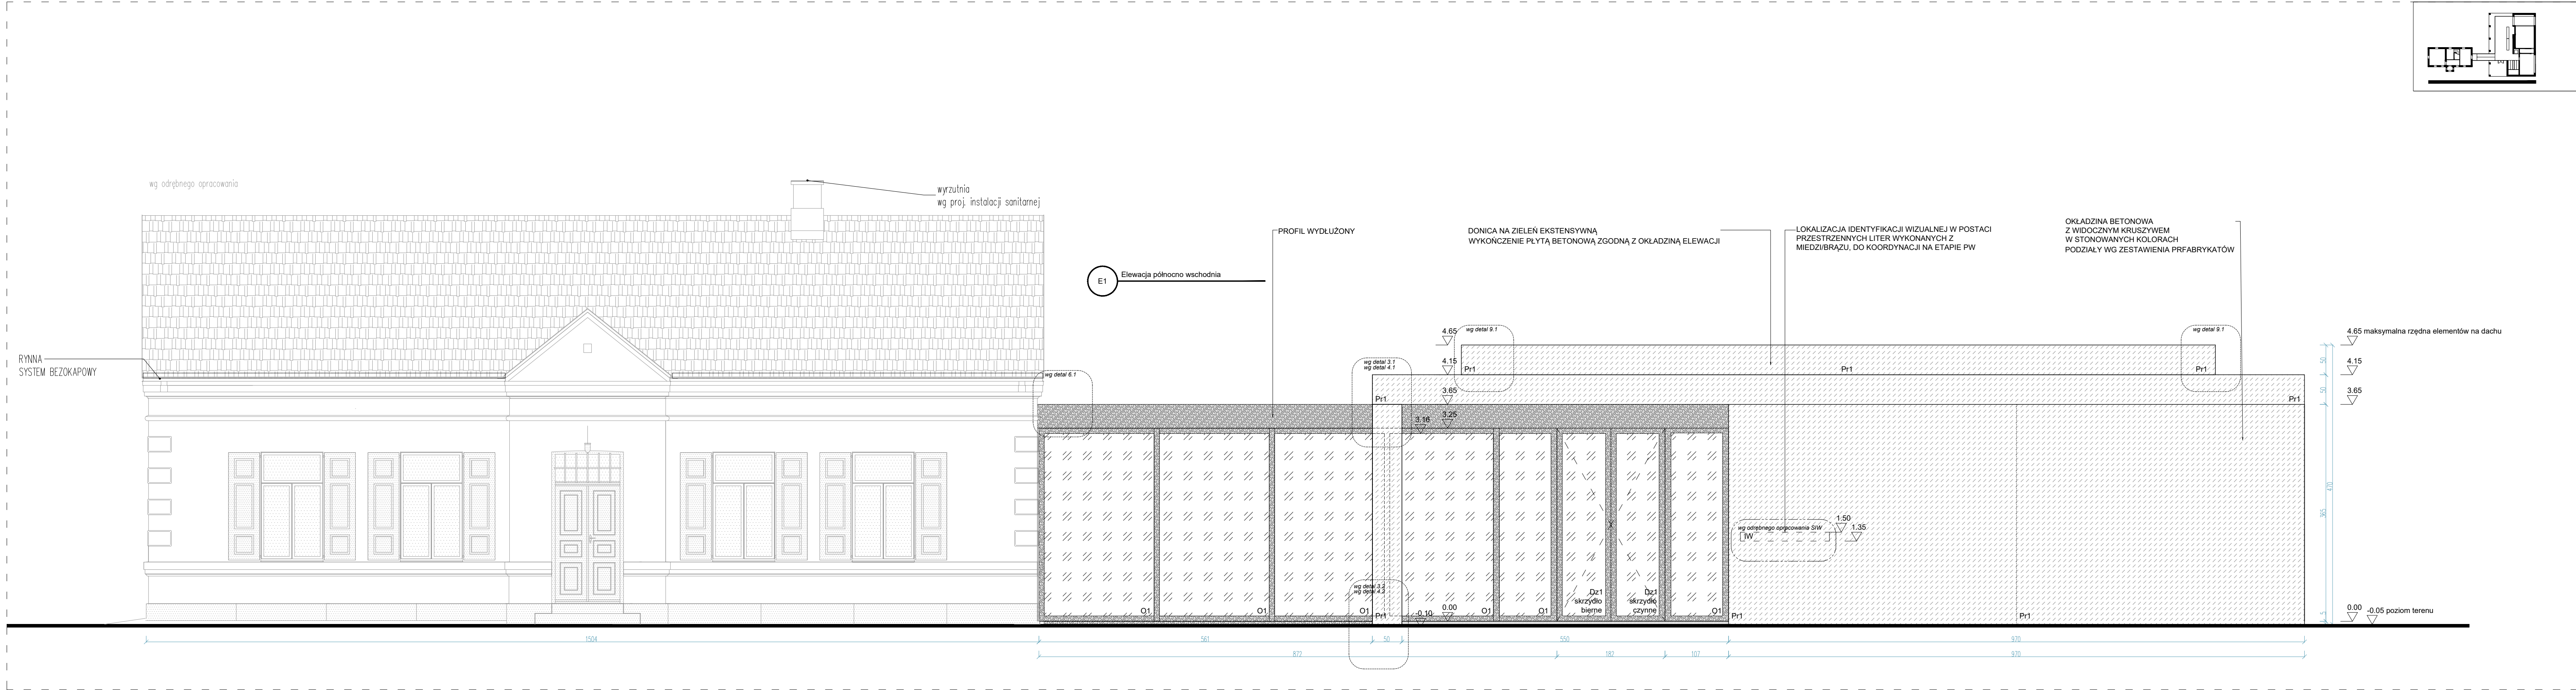 wg odrębnego opracowania
wyrzutnia
wg proj. instalacji sanitarnej
RYNNA
SYSTEM BEZOKAPOWY
E1
Elewacja północno wschodnia
PROFIL WYDŁUŻONY
DONICA NA ZIELEŃ EKSTENSYWNĄ
WYKOŃCZENIE PŁYTĄ BETONOWĄ ZGODNĄ Z OKŁADZINĄ ELEWACJI
LOKALIZACJA IDENTYFIKACJI WIZUALNEJ W POSTACI
PRZESTRZENNYCH LITER WYKONANYCH Z
MIEDZI/BRĄZU, DO KOORDYNACJI NA ETAPIE PW
OKŁADZINA BETONOWA
Z WIDOCZNYM KRUSZYWEM
W STONOWANYCH KOLORACH
PODZIAŁY WG ZESTAWIENIA PRFABRYKATÓW
wg detal 6.1
wg detal 3.1
wg detal 4.1
wg detal 9.1
wg detal 9.1
4.65
4.15
3.65
3.25
3.16
Pr1
Pr1
Pr1
Pr1
Pr1
4.65 maksymalna rzędna elementów na dachu
4.15
3.65
wg odrębnego opracowania SIW
IW
1.50
1.35
wg detal 3.2
wg detal 4.2
O1
O1
O1
Pr1
-0.10
0.00
O1
O1
Dz1
skrzydło
bierne
Dz1
skrzydło
czynne
O1
Pr1
Pr1
0.00
-0.05 poziom terenu
50
50
365
470
5
1504
561
50
550
970
872
182
107
970